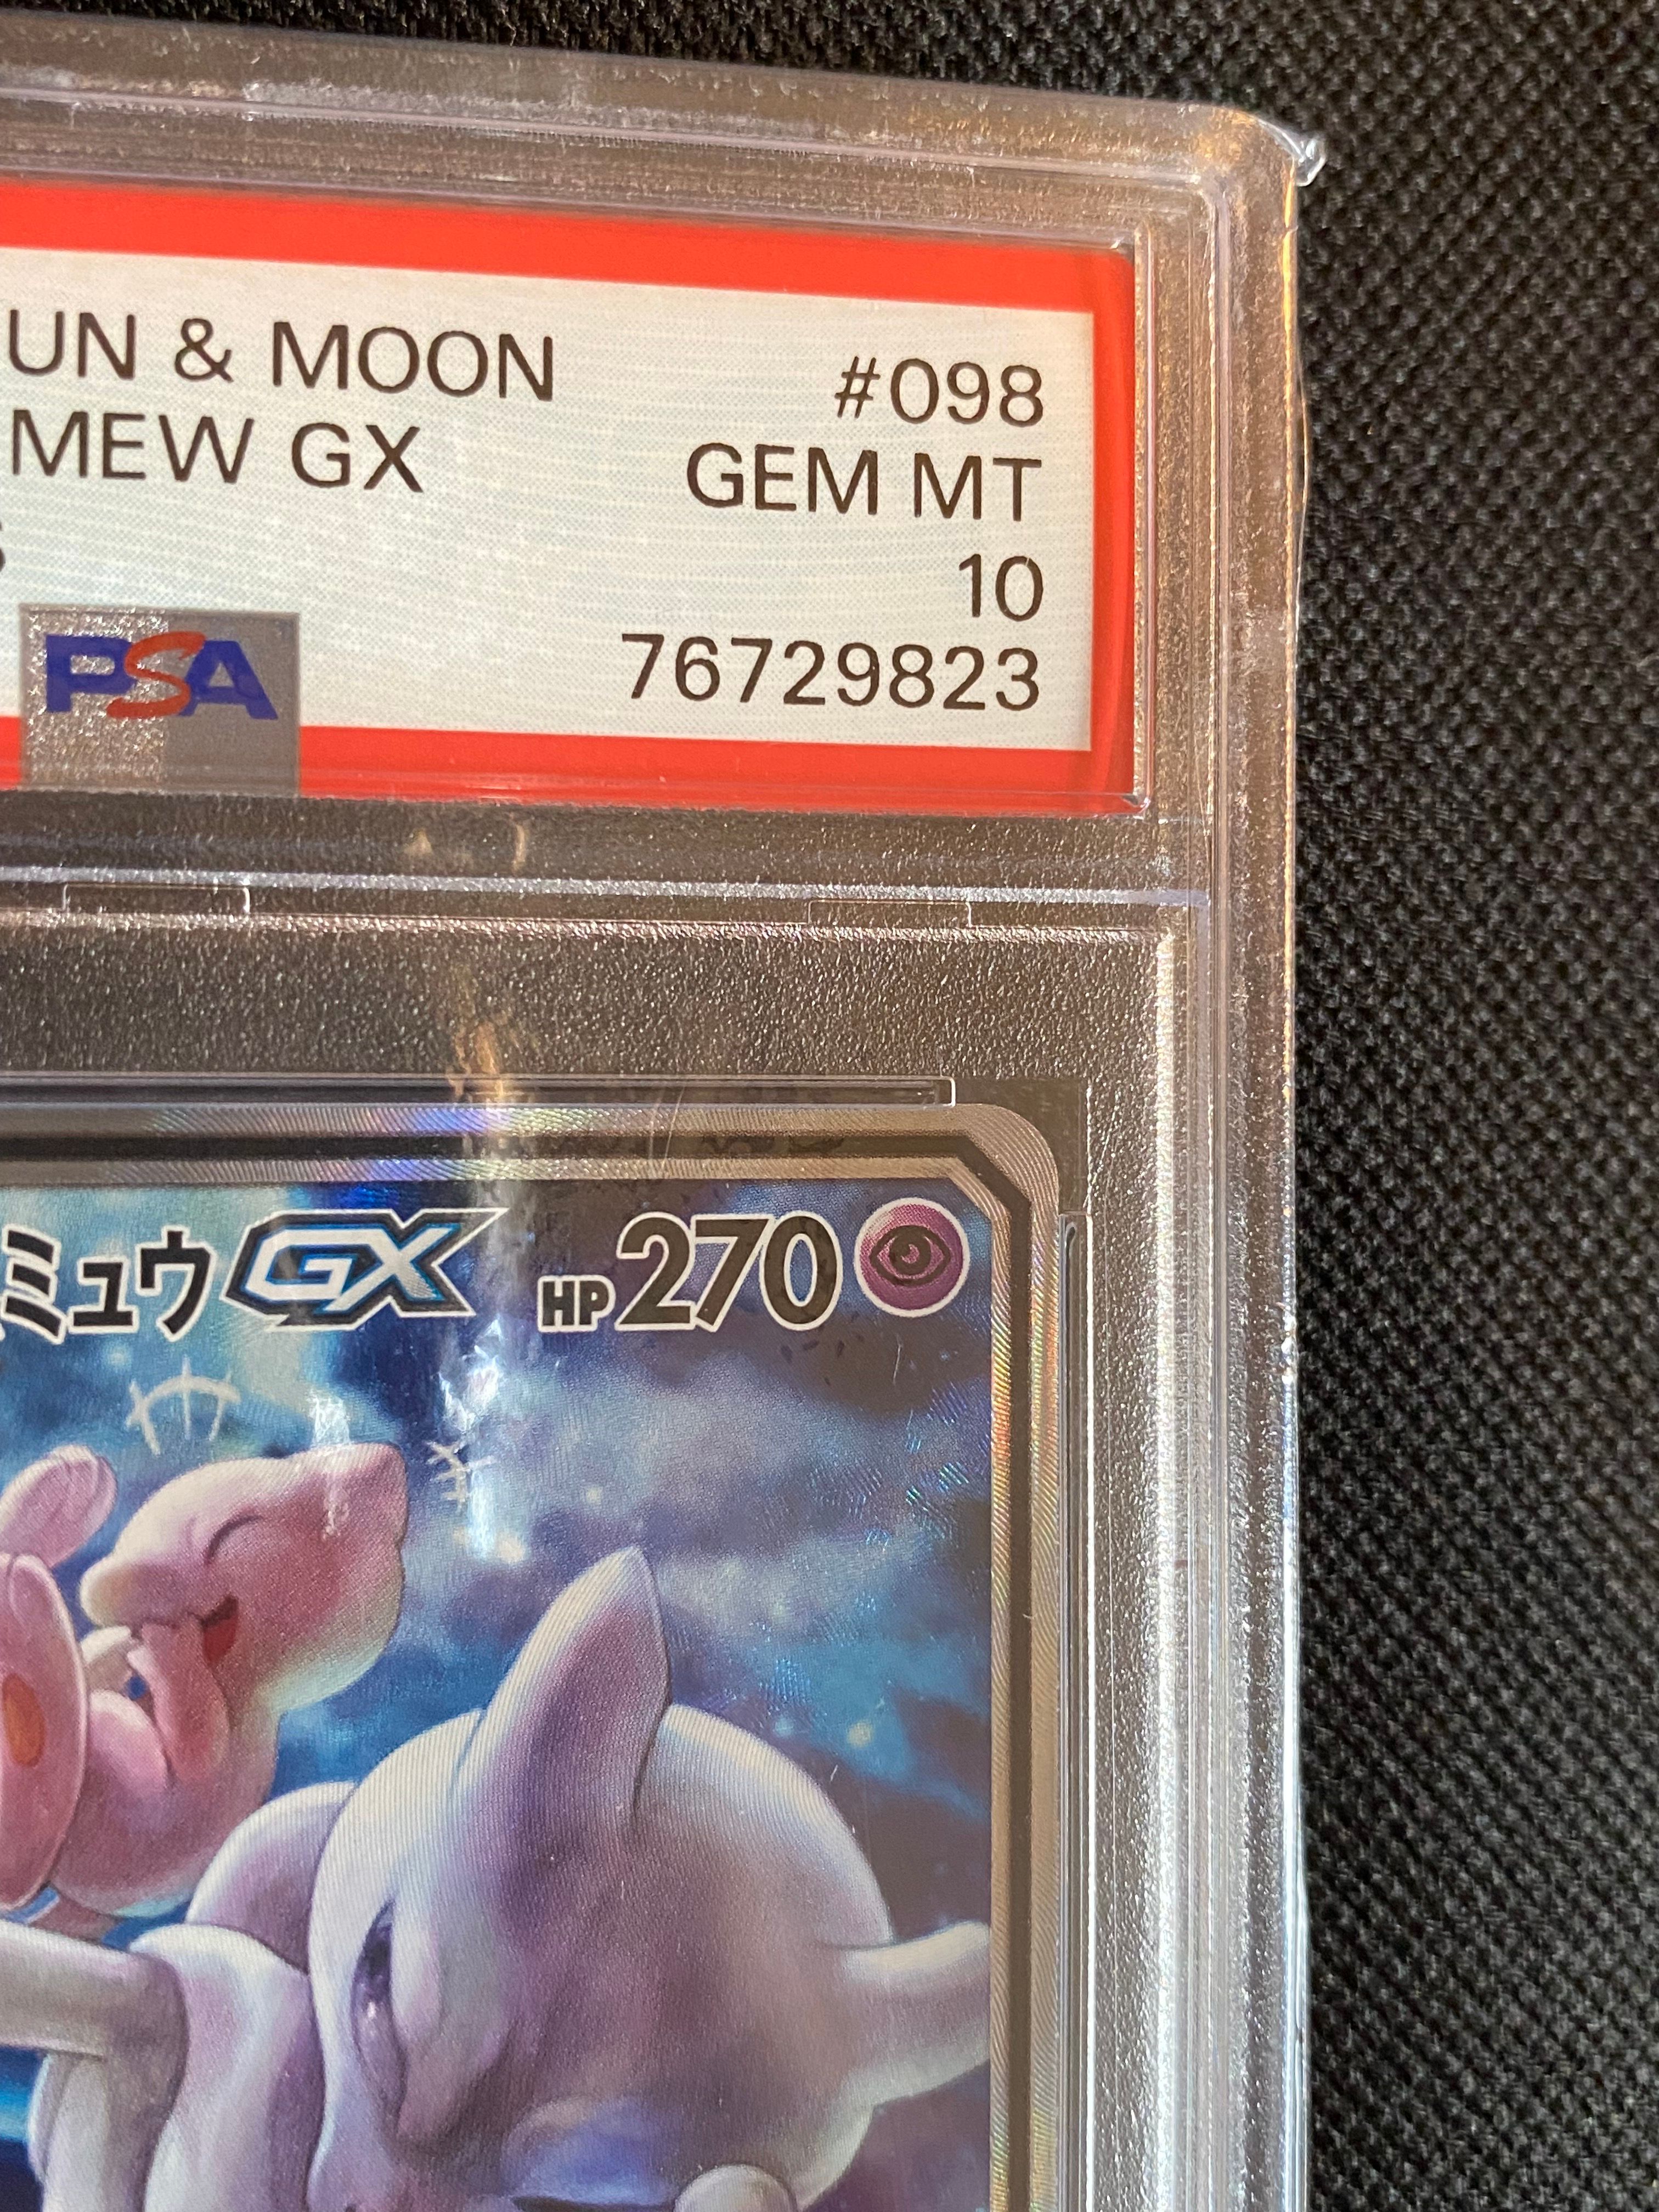 UN & MOON #098
MEW GX GEM MT
10
PSA 76729823
ミュウGX HP270